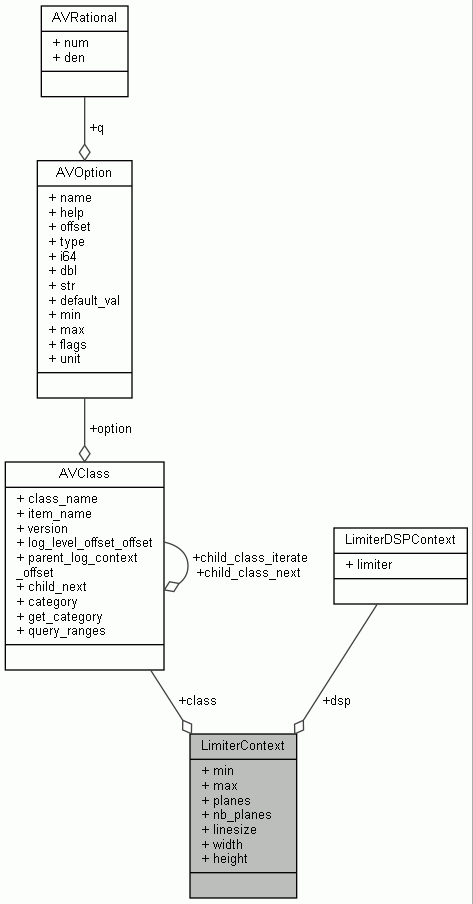 AVRational
+ num
+ den
+q
AVOption
+ name
+ help
+ offset
+ type
+ i64
+ dbl
+ str
+ default_val
+ min
+ max
+ flags
+ unit
+option
AVClass
+ class_name
+ item_name
+ version
+ log_level_offset_offset
+ parent_log_context
_offset
+ child_next
+ category
+ get_category
+ query_ranges
+child_class_iterate
+child_class_next
LimiterDSPContext
+ limiter
+class
+dsp
LimiterContext
+ min
+ max
+ planes
+ nb_planes
+ linesize
+ width
+ height